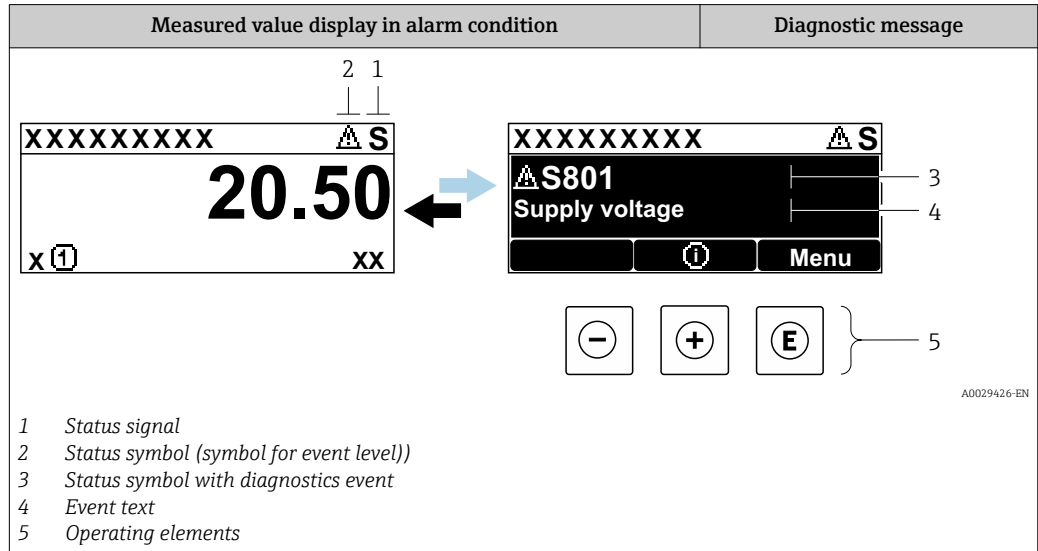 Measured value display in alarm condition Diagnostic message
2 1
XXXXXXXXX ⚠ S XXXXXXXXX ⚠ S
20.50 ⚠S801 3
Supply voltage 4
X 1 XX i Menu
− + E 5
A0029426-EN
1 Status signal
2 Status symbol (symbol for event level))
3 Status symbol with diagnostics event
4 Event text
5 Operating elements